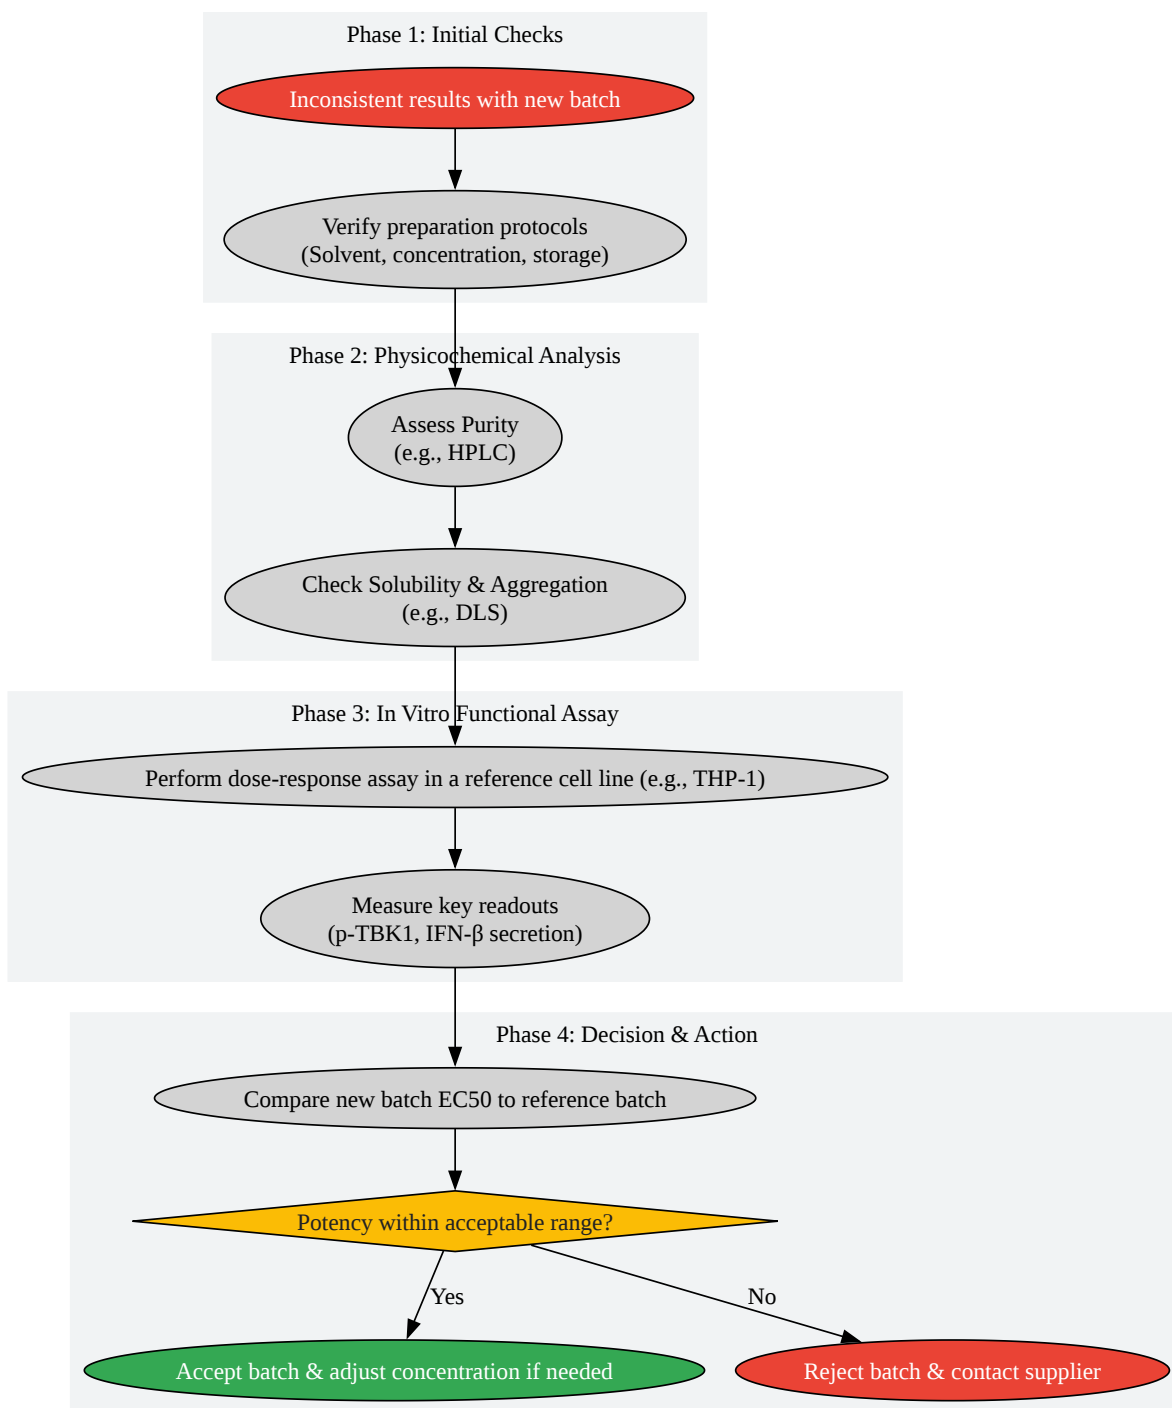 Phase 1: Initial Checks
Inconsistent results with new batch
Verify preparation protocols
(Solvent, concentration, storage)
Phase 2: Physicochemical Analysis
Assess Purity
(e.g., HPLC)
Check Solubility & Aggregation
(e.g., DLS)
Phase 3: In Vitro Functional Assay
Perform dose-response assay in a reference cell line (e.g., THP-1)
Measure key readouts
(p-TBK1, IFN-β secretion)
Phase 4: Decision & Action
Compare new batch EC50 to reference batch
Potency within acceptable range?
Yes
No
Accept batch & adjust concentration if needed
Reject batch & contact supplier